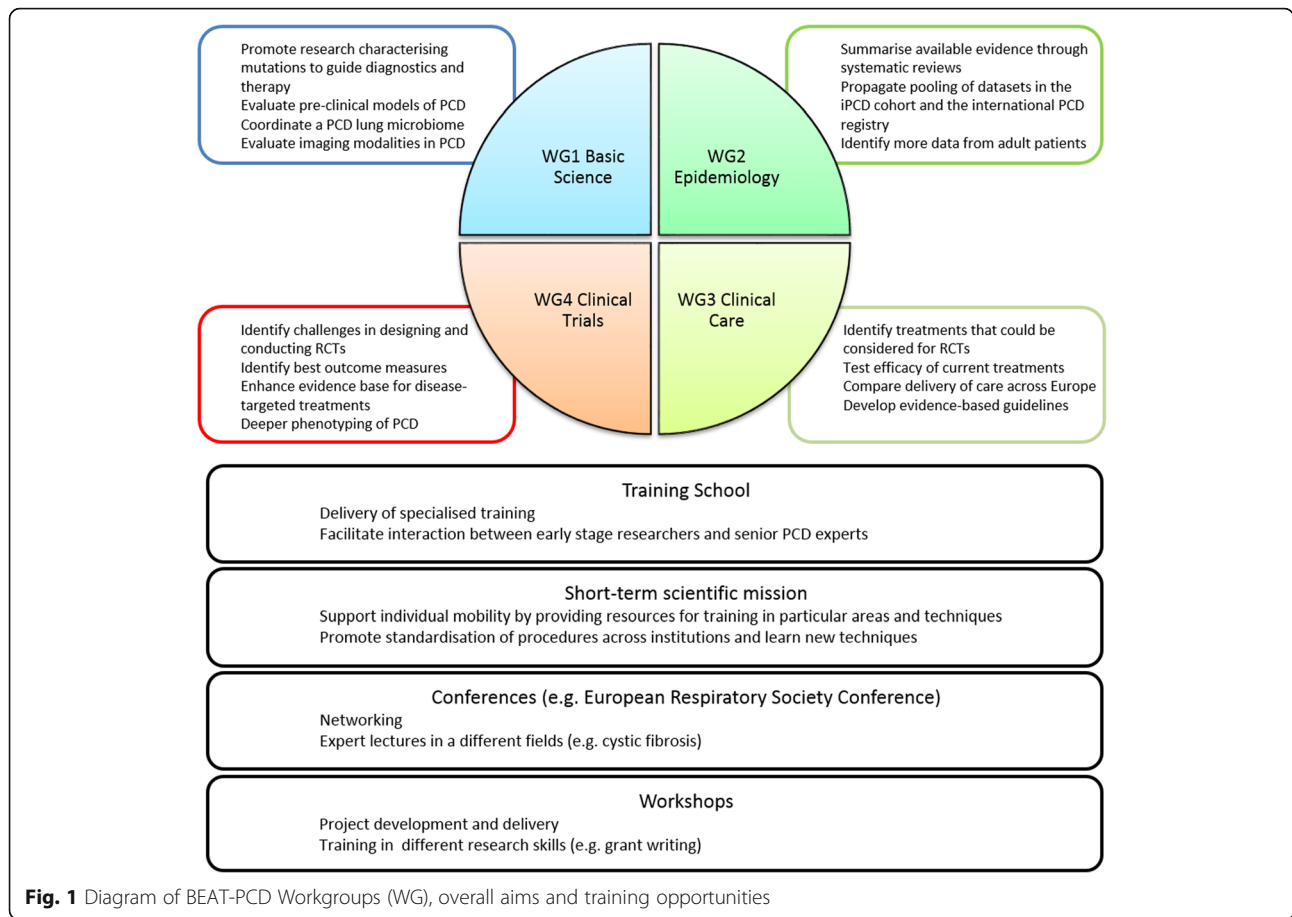 Promote research characterising
mutations to guide diagnostics and
therapy
Evaluate pre-clinical models of PCD
Coordinate a PCD lung microbiome
Evaluate imaging modalities in PCD
WG1 Basic
Science
WG2
Epidemiology
Summarise available evidence through
systematic reviews
Propagate pooling of datasets in the
iPCD cohort and the international PCD
registry
Identify more data from adult patients
Identify challenges in designing and
conducting RCTs
Identify best outcome measures
Enhance evidence base for disease-
targeted treatments
Deeper phenotyping of PCD
WG4 Clinical
Trials
WG3 Clinical
Care
Identify treatments that could be
considered for RCTs
Test efficacy of current treatments
Compare delivery of care across Europe
Develop evidence-based guidelines
Training School
Delivery of specialised training
Facilitate interaction between early stage researchers and senior PCD experts
Short-term scientific mission
Support individual mobility by providing resources for training in particular areas and techniques
Promote standardisation of procedures across institutions and learn new techniques
Conferences (e.g. European Respiratory Society Conference)
Networking
Expert lectures in a different fields (e.g. cystic fibrosis)
Workshops
Project development and delivery
Training in different research skills (e.g. grant writing)
Fig. 1 Diagram of BEAT-PCD Workgroups (WG), overall aims and training opportunities